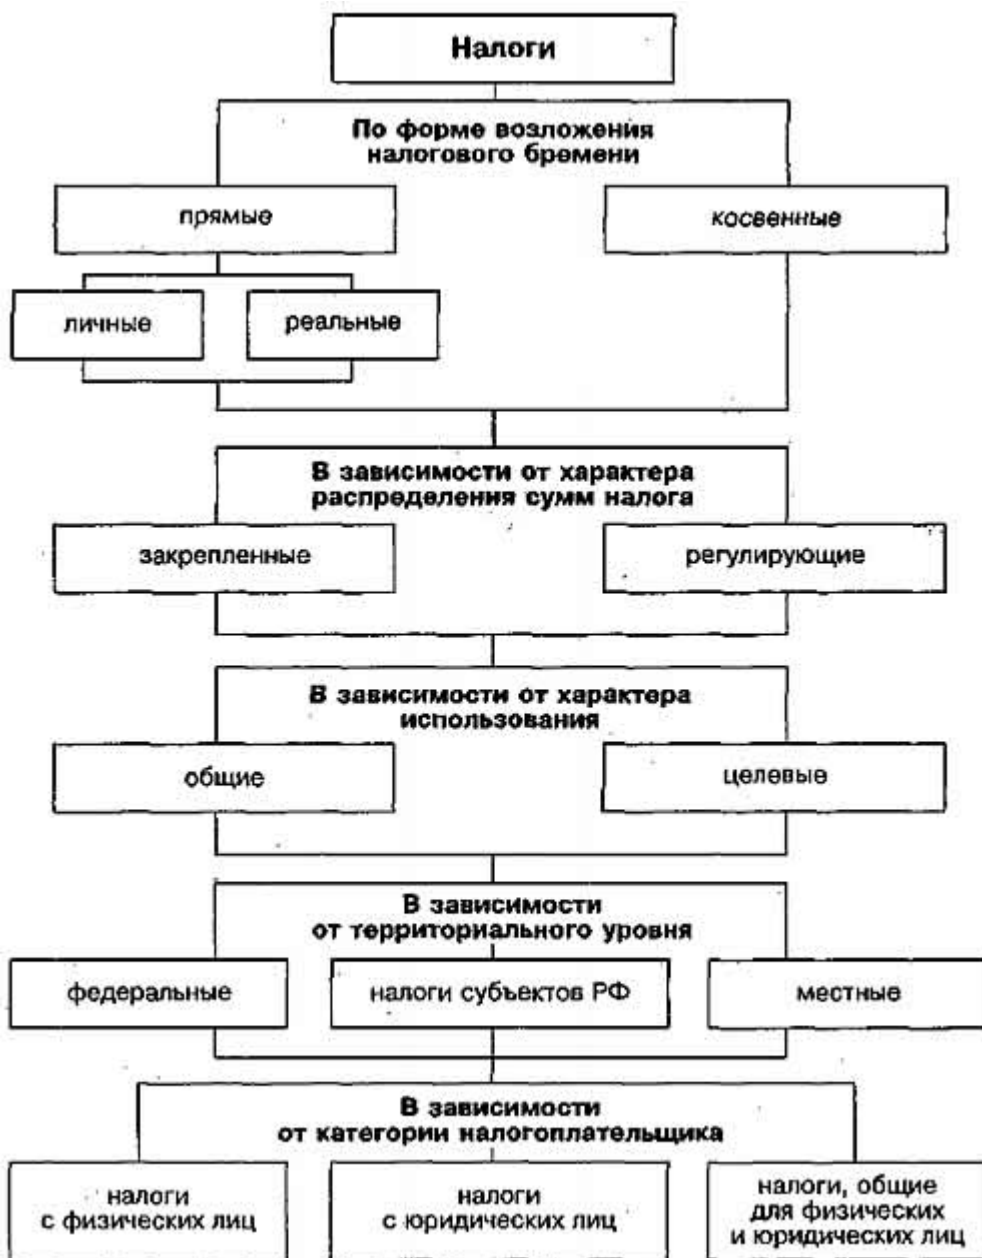 Налоги
По форме возложения
налогового бремени
прямые
косвенные
личные
реальные
В зависимости от характера
распределения сумм налога
закрепленные
регулирующие
В зависимости от характера
использования
общие
целевые
В зависимости
от территориального уровня
федеральные
налоги субъектов РФ
местные
В зависимости
от категории налогоплательщика
налоги
с физических лиц
налоги
с юридических лиц
налоги, общие
для физических
и юридических лиц